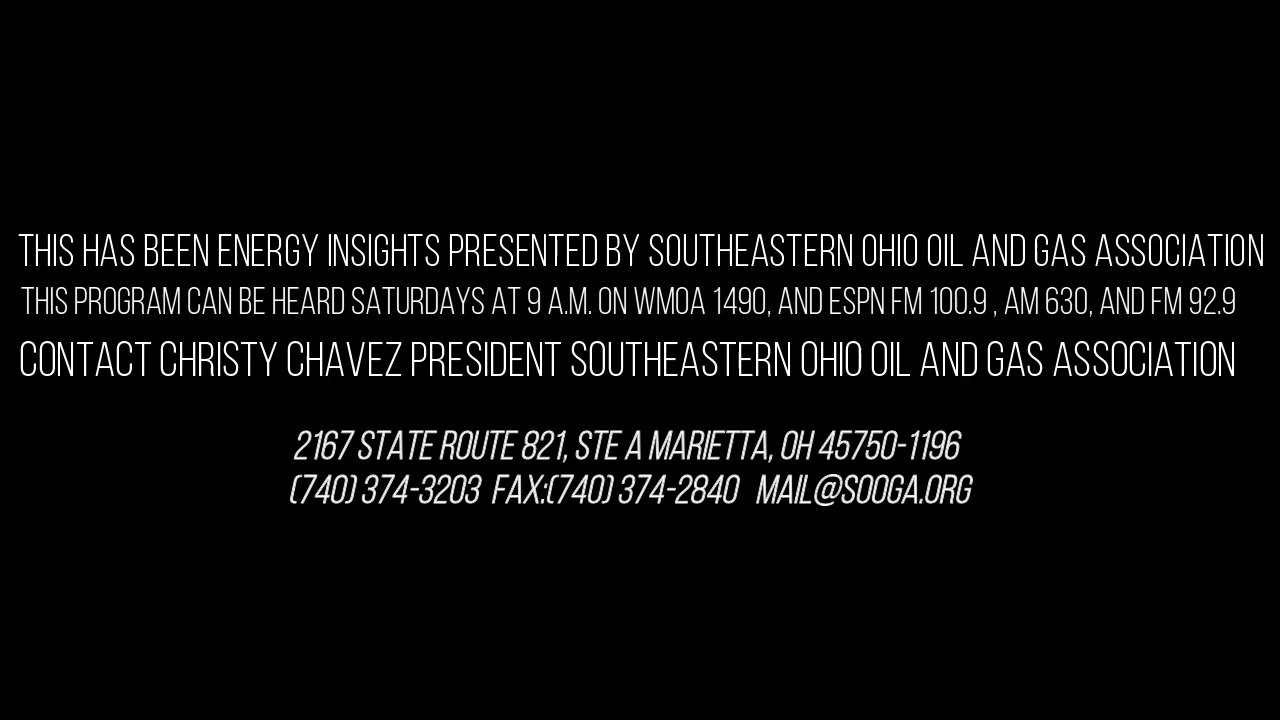 THIS HAS BEEN ENERGY INSIGHTS PRESENTED BY SOUTHEASTERN OHIO OIL AND GAS ASSOCIATION
THIS PROGRAM CAN BE HEARD SATURDAYS AT 9 A.M. ON WMOA 1490, AND ESPN FM 100.9 , AM 630, AND FM 92.9
CONTACT CHRISTY CHAVEZ PRESIDENT SOUTHEASTERN OHIO OIL AND GAS ASSOCIATION
2167 STATE ROUTE 821, STE A MARIETTA, OH 45750-1196
(740) 374-3203 FAX:(740) 374-2840 MAIL@SOOGA.ORG